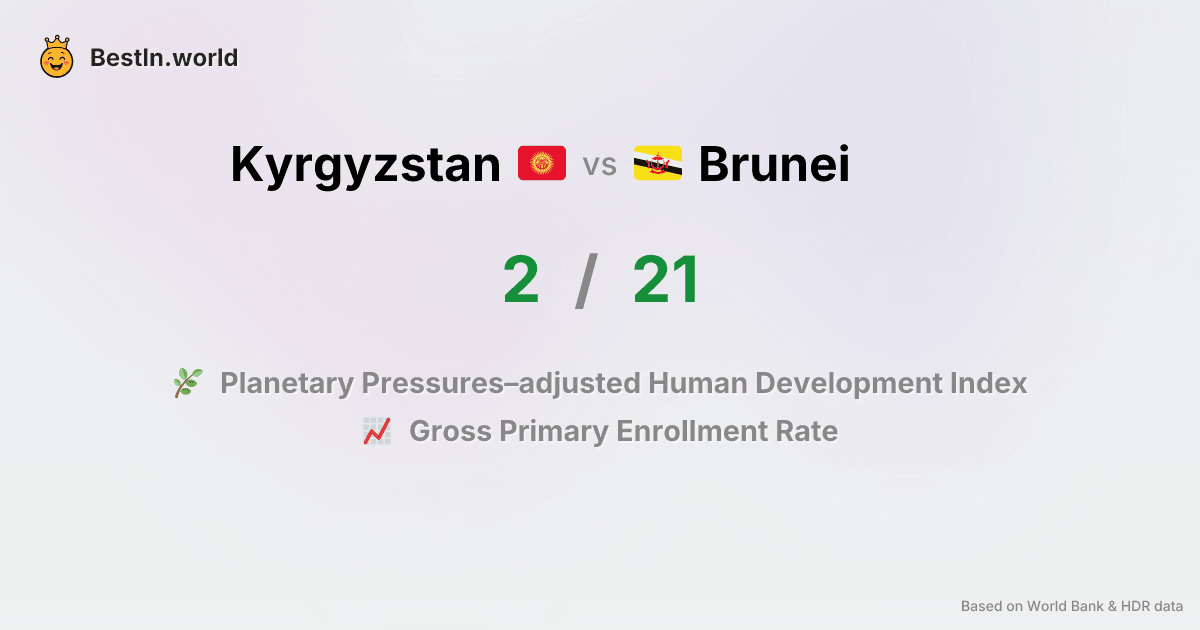 BestIn.world
Kyrgyzstan vs Brunei
2 / 21
Planetary Pressures–adjusted Human Development Index
Gross Primary Enrollment Rate
Based on World Bank & HDR data